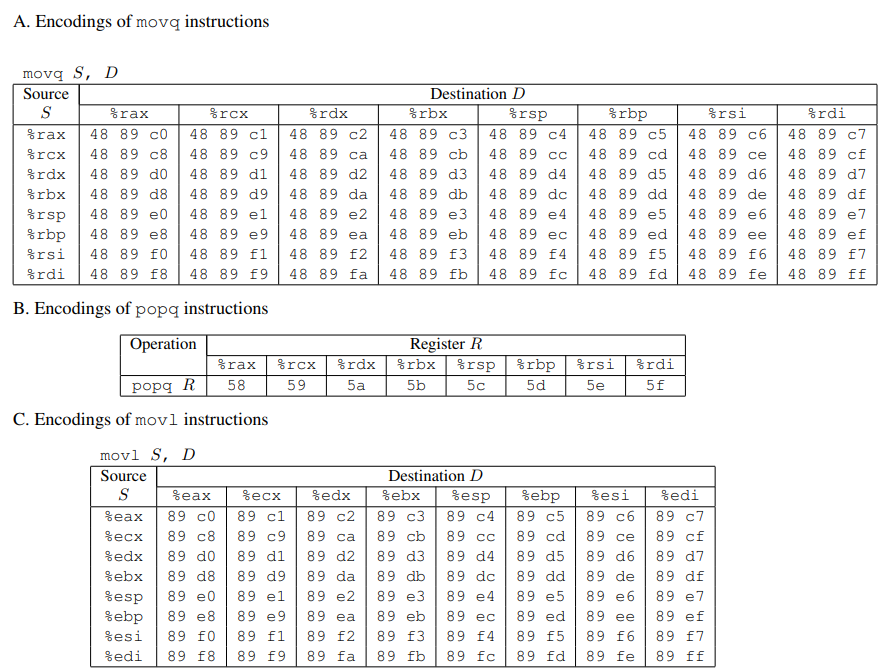 A. Encodings of movq instructions
movq S, D
Source Destination D
S %rax %rcx %rdx %rbx %rsp %rbp %rsi %rdi
%rax 48 89 c0 48 89 c1 48 89 c2 48 89 c3 48 89 c4 48 89 c5 48 89 c6 48 89 c7
%rcx 48 89 c8 48 89 c9 48 89 ca 48 89 cb 48 89 cc 48 89 cd 48 89 ce 48 89 cf
%rdx 48 89 d0 48 89 d1 48 89 d2 48 89 d3 48 89 d4 48 89 d5 48 89 d6 48 89 d7
%rbx 48 89 d8 48 89 d9 48 89 da 48 89 db 48 89 dc 48 89 dd 48 89 de 48 89 df
%rsp 48 89 e0 48 89 e1 48 89 e2 48 89 e3 48 89 e4 48 89 e5 48 89 e6 48 89 e7
%rbp 48 89 e8 48 89 e9 48 89 ea 48 89 eb 48 89 ec 48 89 ed 48 89 ee 48 89 ef
%rsi 48 89 f0 48 89 f1 48 89 f2 48 89 f3 48 89 f4 48 89 f5 48 89 f6 48 89 f7
%rdi 48 89 f8 48 89 f9 48 89 fa 48 89 fb 48 89 fc 48 89 fd 48 89 fe 48 89 ff
B. Encodings of popq instructions
Operation Register R
%rax %rcx %rdx %rbx %rsp %rbp %rsi %rdi
popq R 58 59 5a 5b 5c 5d 5e 5f
C. Encodings of movl instructions
movl S, D
Source Destination D
S %eax %ecx %edx %ebx %esp %ebp %esi %edi
%eax 89 c0 89 c1 89 c2 89 c3 89 c4 89 c5 89 c6 89 c7
%ecx 89 c8 89 c9 89 ca 89 cb 89 cc 89 cd 89 ce 89 cf
%edx 89 d0 89 d1 89 d2 89 d3 89 d4 89 d5 89 d6 89 d7
%ebx 89 d8 89 d9 89 da 89 db 89 dc 89 dd 89 de 89 df
%esp 89 e0 89 e1 89 e2 89 e3 89 e4 89 e5 89 e6 89 e7
%ebp 89 e8 89 e9 89 ea 89 eb 89 ec 89 ed 89 ee 89 ef
%esi 89 f0 89 f1 89 f2 89 f3 89 f4 89 f5 89 f6 89 f7
%edi 89 f8 89 f9 89 fa 89 fb 89 fc 89 fd 89 fe 89 ff